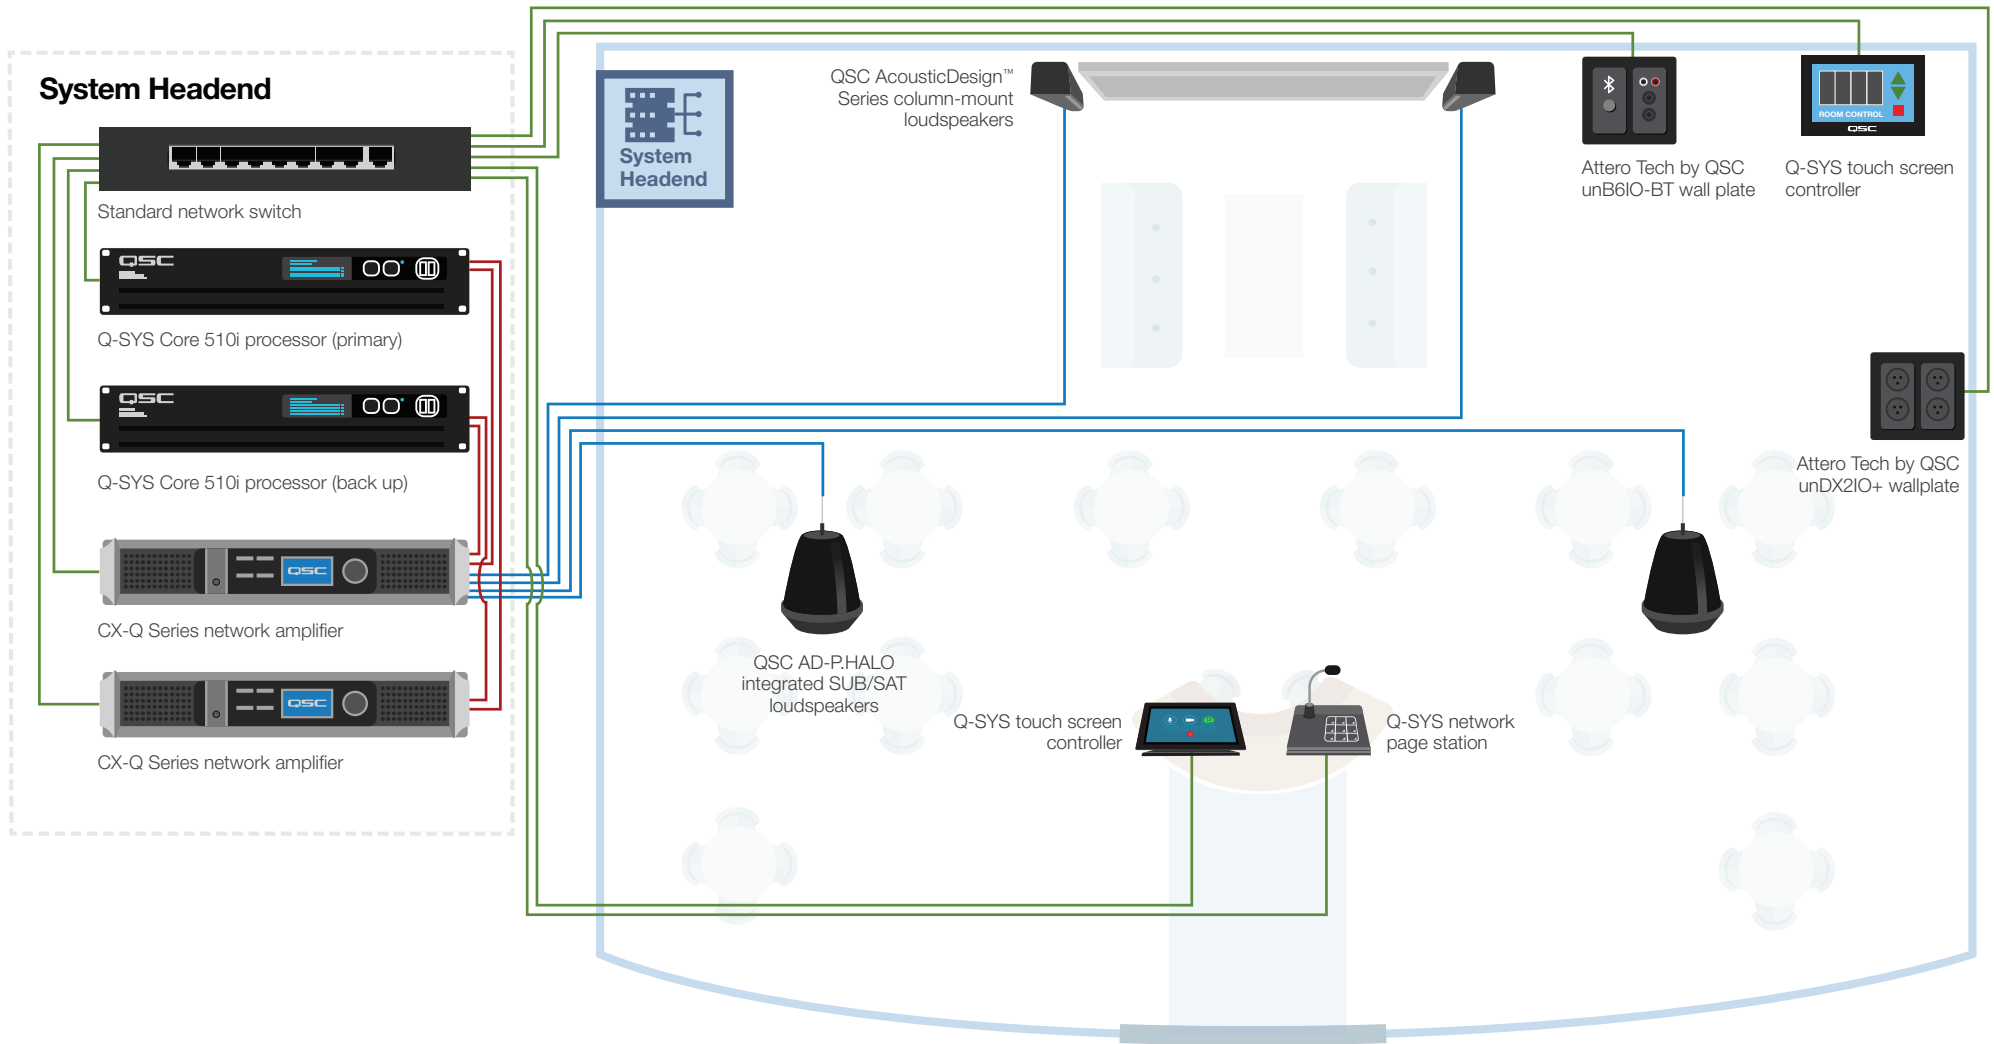 System Headend
Standard network switch
QSC
Q-SYS Core 510i processor (primary)
QSC
Q-SYS Core 510i processor (back up)
QSC
CX-Q Series network amplifier
QSC
CX-Q Series network amplifier
System
Headend
QSC AcousticDesign™
Series column-mount
loudspeakers
Attero Tech by QSC
unB6IO-BT wall plate
ROOM CONTROL
QSC
Q-SYS touch screen
controller
Attero Tech by QSC
unDX2IO+ wallplate
QSC AD-P.HALO
integrated SUB/SAT
loudspeakers
Q-SYS touch screen
controller
Q-SYS network
page station